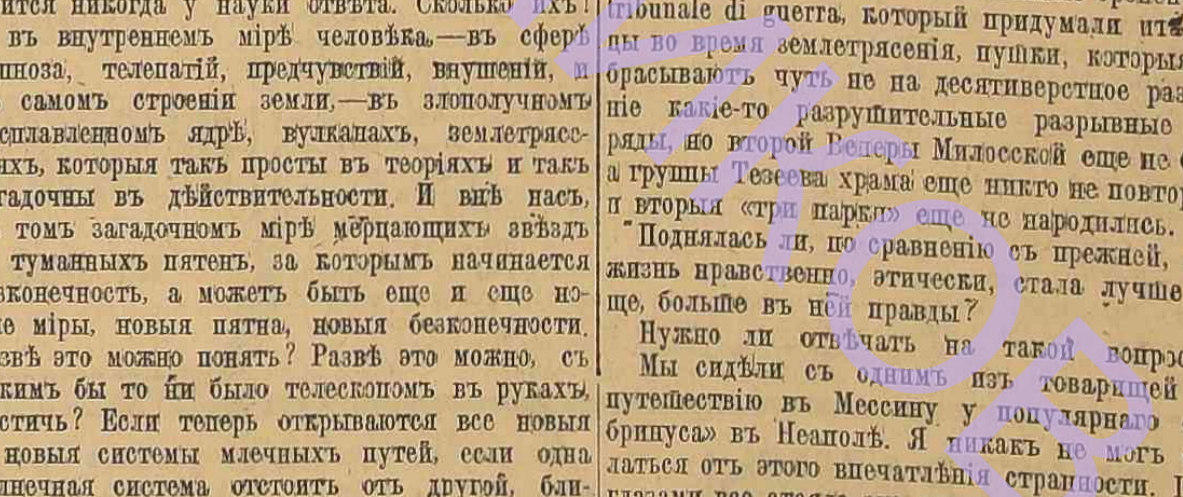 ится никогда у науки отвѣта. Сколько ихъ!
въ внутреннемъ мірѣ человѣка,—въ сферѣ
пноза, телепатій, предчувствій, внушеній, и
самомъ строеніи земли,—въ злополучномъ
сплавленномъ ядрѣ, вулканахъ, землетрясе-
яхъ, которыя такъ просты въ теоріяхъ и такъ
гадочны въ дѣйствительности. И внѣ насъ,
томъ загадочномъ мірѣ мерцающихъ звѣздъ
туманныхъ пятенъ, за которымъ начинается
зконечность, а можетъ быть еще и еще но-
е міры, новыя пятна, новыя безконечности.
звѣ это можно понять? Развѣ это можно, съ
кимъ бы то ни было телескопомъ въ рукахъ,
стичь? Если теперь открываются все новыя
новыя системы млечныхъ путей, если одна
лнечная система отстоитъ отъ другой, бли-
tribunale di guerra, который придумали ита
цы во время землетрясенія, пушки, которыя
брасываютъ чуть не на десятиверстное раз
ніе какіе-то разрушительные разрывные
ряды, но второй Венеры Милосской еще не
а группы Тезеева храма еще никто не повтор
и вторыя «три парки» еще не народились.
Поднялась ли, по сравненію съ прежней,
жизнь нравственно, этически, стала лучше
ще, больше въ ней правды?
Нужно ли отвѣчать на такой вопро
Мы сидѣли съ однимъ изъ товарищей
путешествію въ Мессину у популярнаго
бринуса» въ Неаполѣ. Я никакъ не могъ
латься отъ этого впечатлѣнія странности.